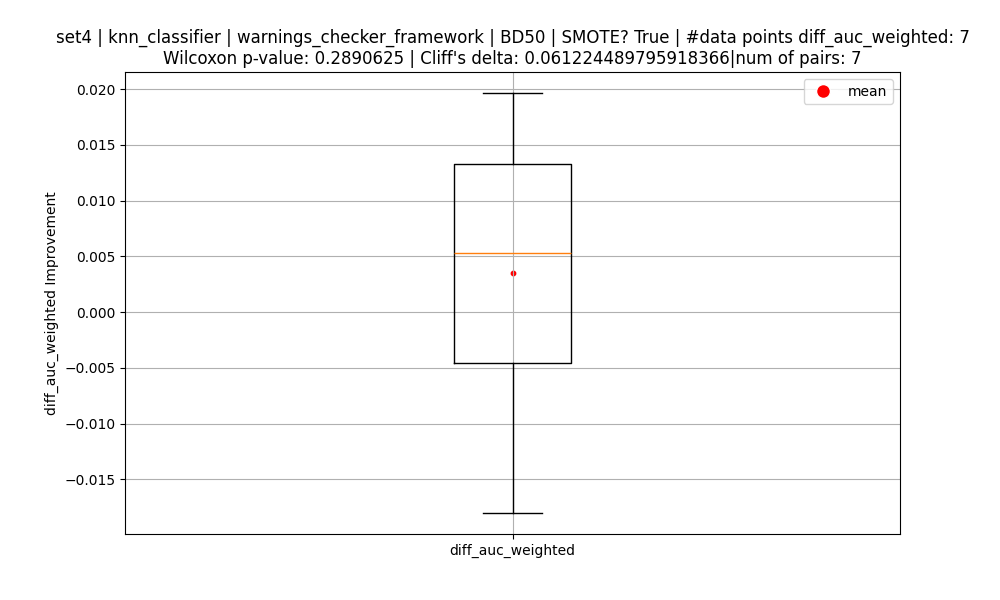 set4 | knn_classifier | warnings_checker_framework | BD50 | SMOTE? True | #data points diff_auc_weighted: 7
Wilcoxon p-value: 0.2890625 | Cliff's delta: 0.061224489795918366|num of pairs: 7
mean
0.020
0.015
0.010
0.005
0.000
−0.005
−0.010
−0.015
diff_auc_weighted Improvement
diff_auc_weighted